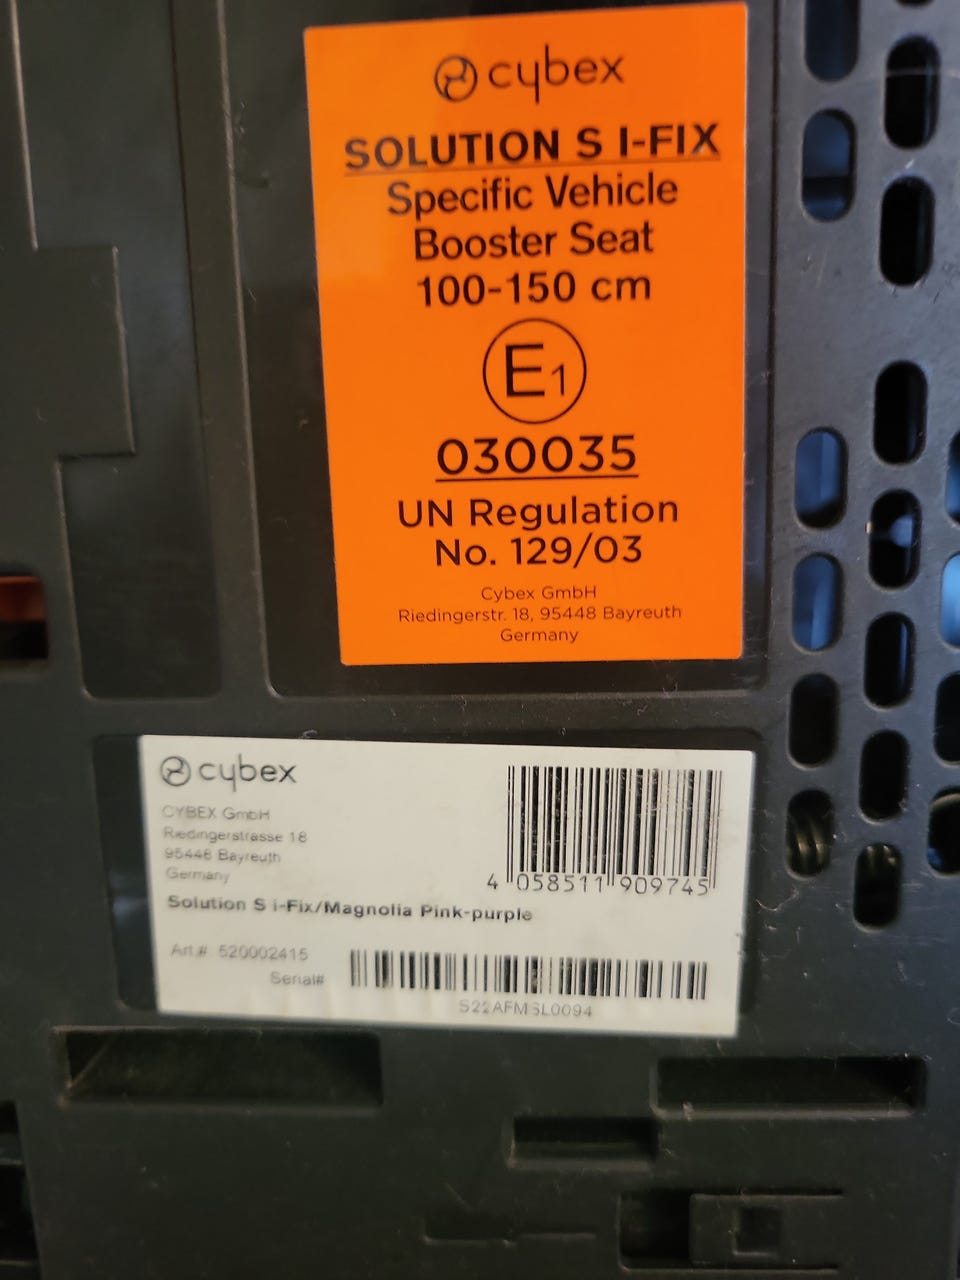 cybex
SOLUTION S I-FIX
Specific Vehicle
Booster Seat
100-150 cm
E1
030035
UN Regulation
No. 129/03
Cybex GmbH
Riedingerstr. 18, 95448 Bayreuth
Germany
cybex
CYBEX GmbH
Riedingerstrasse 18
95448 Bayreuth
Germany
4 058511 909745
Solution S i-Fix/Magnolia Pink-purple
Art.# 520002415
Serial#